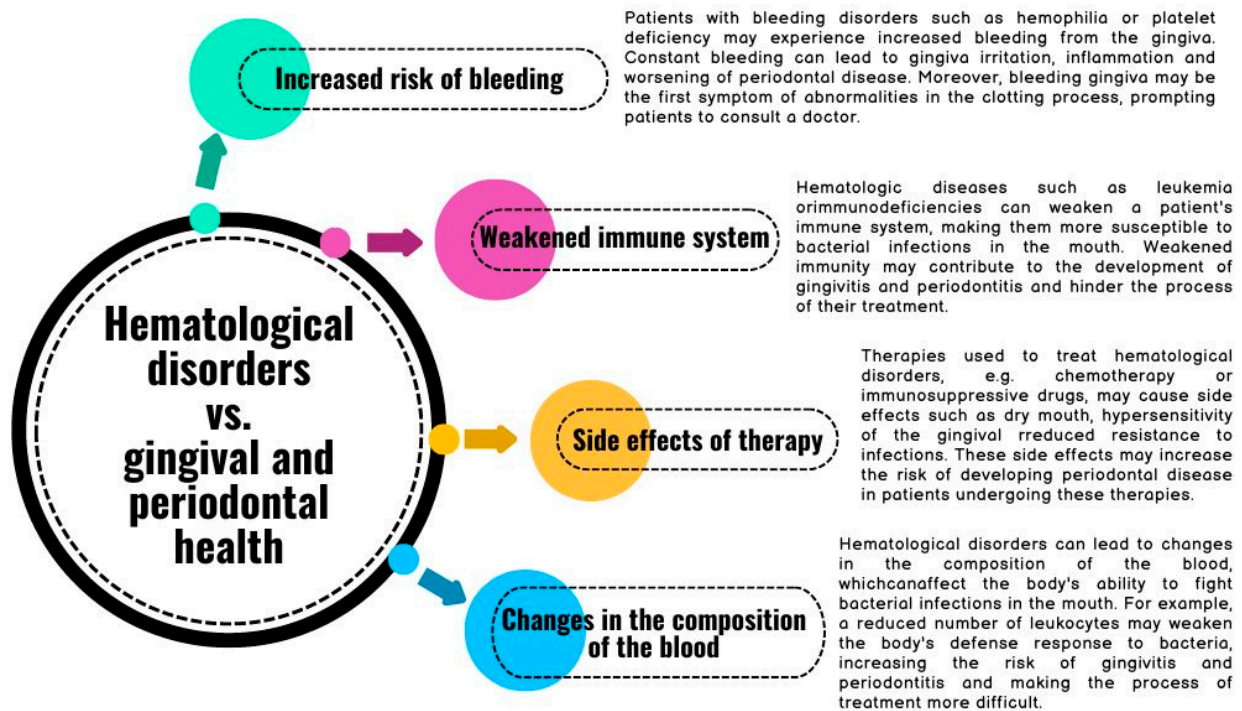 Hematological
disorders
vs.
gingival and
periodontal
health
Increased risk of bleeding
Patients with bleeding disorders such as hemophilia or platelet
deficiency may experience increased bleeding from the gingiva.
Constant bleeding can lead to gingiva irritation, inflammation and
worsening of periodontal disease. Moreover, bleeding gingiva may be
the first symptom of abnormalities in the clotting process, prompting
patients to consult a doctor.
Weakened immune system
Hematologic diseases such as leukemia
orimmunodeficiencies can weaken a patient's
immune system, making them more susceptible to
bacterial infections in the mouth. Weakened
immunity may contribute to the development of
gingivitis and periodontitis and hinder the process
of their treatment.
Side effects of therapy
Therapies used to treat hematological
disorders, e.g. chemotherapy or
immunosuppressive drugs, may cause side
effects such as dry mouth, hypersensitivity
of the gingival rreduced resistance to
infections. These side effects may increase
the risk of developing periodontal disease
in patients undergoing these therapies.
Changes in the composition
of the blood
Hematological disorders can lead to changes
in the composition of the blood,
whichcanaffect the body's ability to fight
bacterial infections in the mouth. For example,
a reduced number of leukocytes may weaken
the body's defense response to bacteria,
increasing the risk of gingivitis and
periodontitis and making the process of
treatment more difficult.